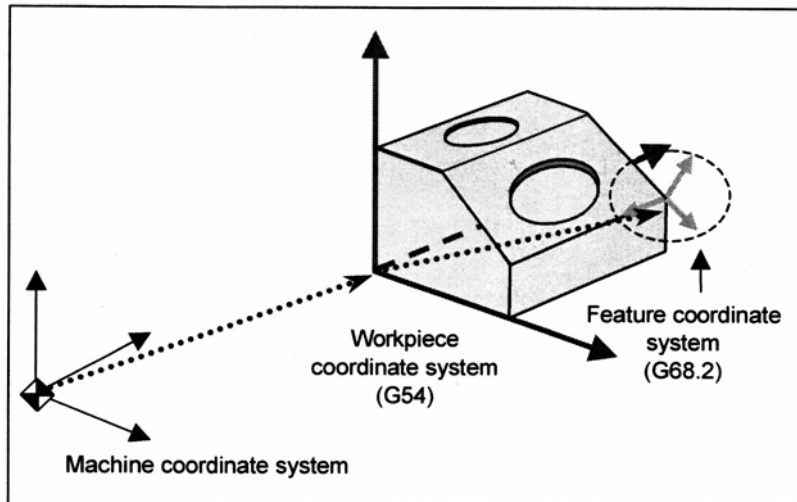 Workpiece
coordinate system
(G54)
Feature coordinate
system
(G68.2)
Machine coordinate system